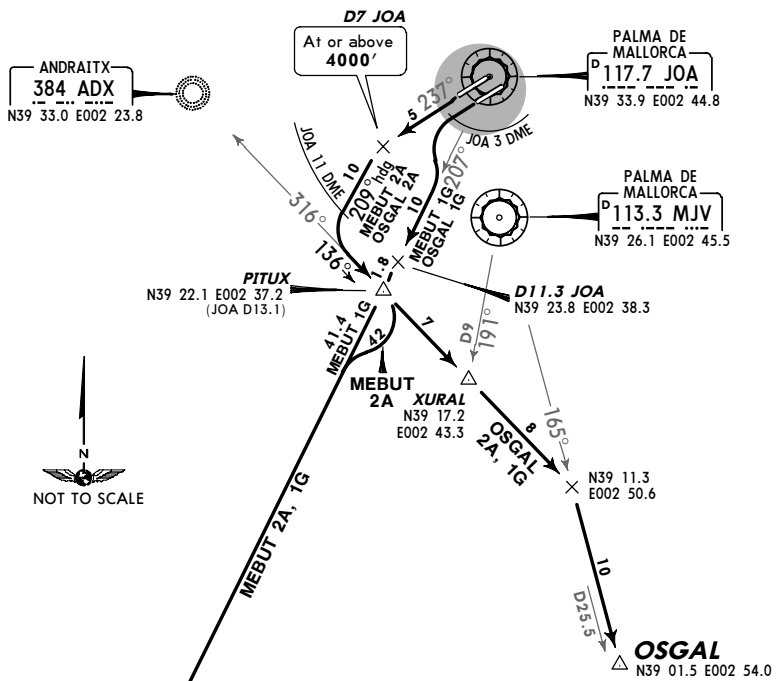 D7 JOA
At or above
4000'
ANDRAITX
384 ADX
N39 33.0 E002 23.8
PALMA DE
MALLORCA
D 117.7 JOA
N39 33.9 E002 44.8
5
237°
JOA 3 DME
JOA 11 DME
10
209° hdg
MEBUT 2A
OSGAL 2A
207°
10
MEBUT 1G
OSGAL 1G
PALMA DE
MALLORCA
D 113.3 MJV
N39 26.1 E002 45.5
316°
136°
1.8
PITUX
N39 22.1 E002 37.2
(JOA D13.1)
D11.3 JOA
N39 23.8 E002 38.3
41.4
MEBUT 1G
42
MEBUT
2A
7
D9
191°
XURAL
N39 17.2
E002 43.3
8
OSGAL
2A, 1G
165°
N39 11.3
E002 50.6
N
NOT TO SCALE
MEBUT 2A, 1G
10
D25.5
OSGAL
N39 01.5 E002 54.0